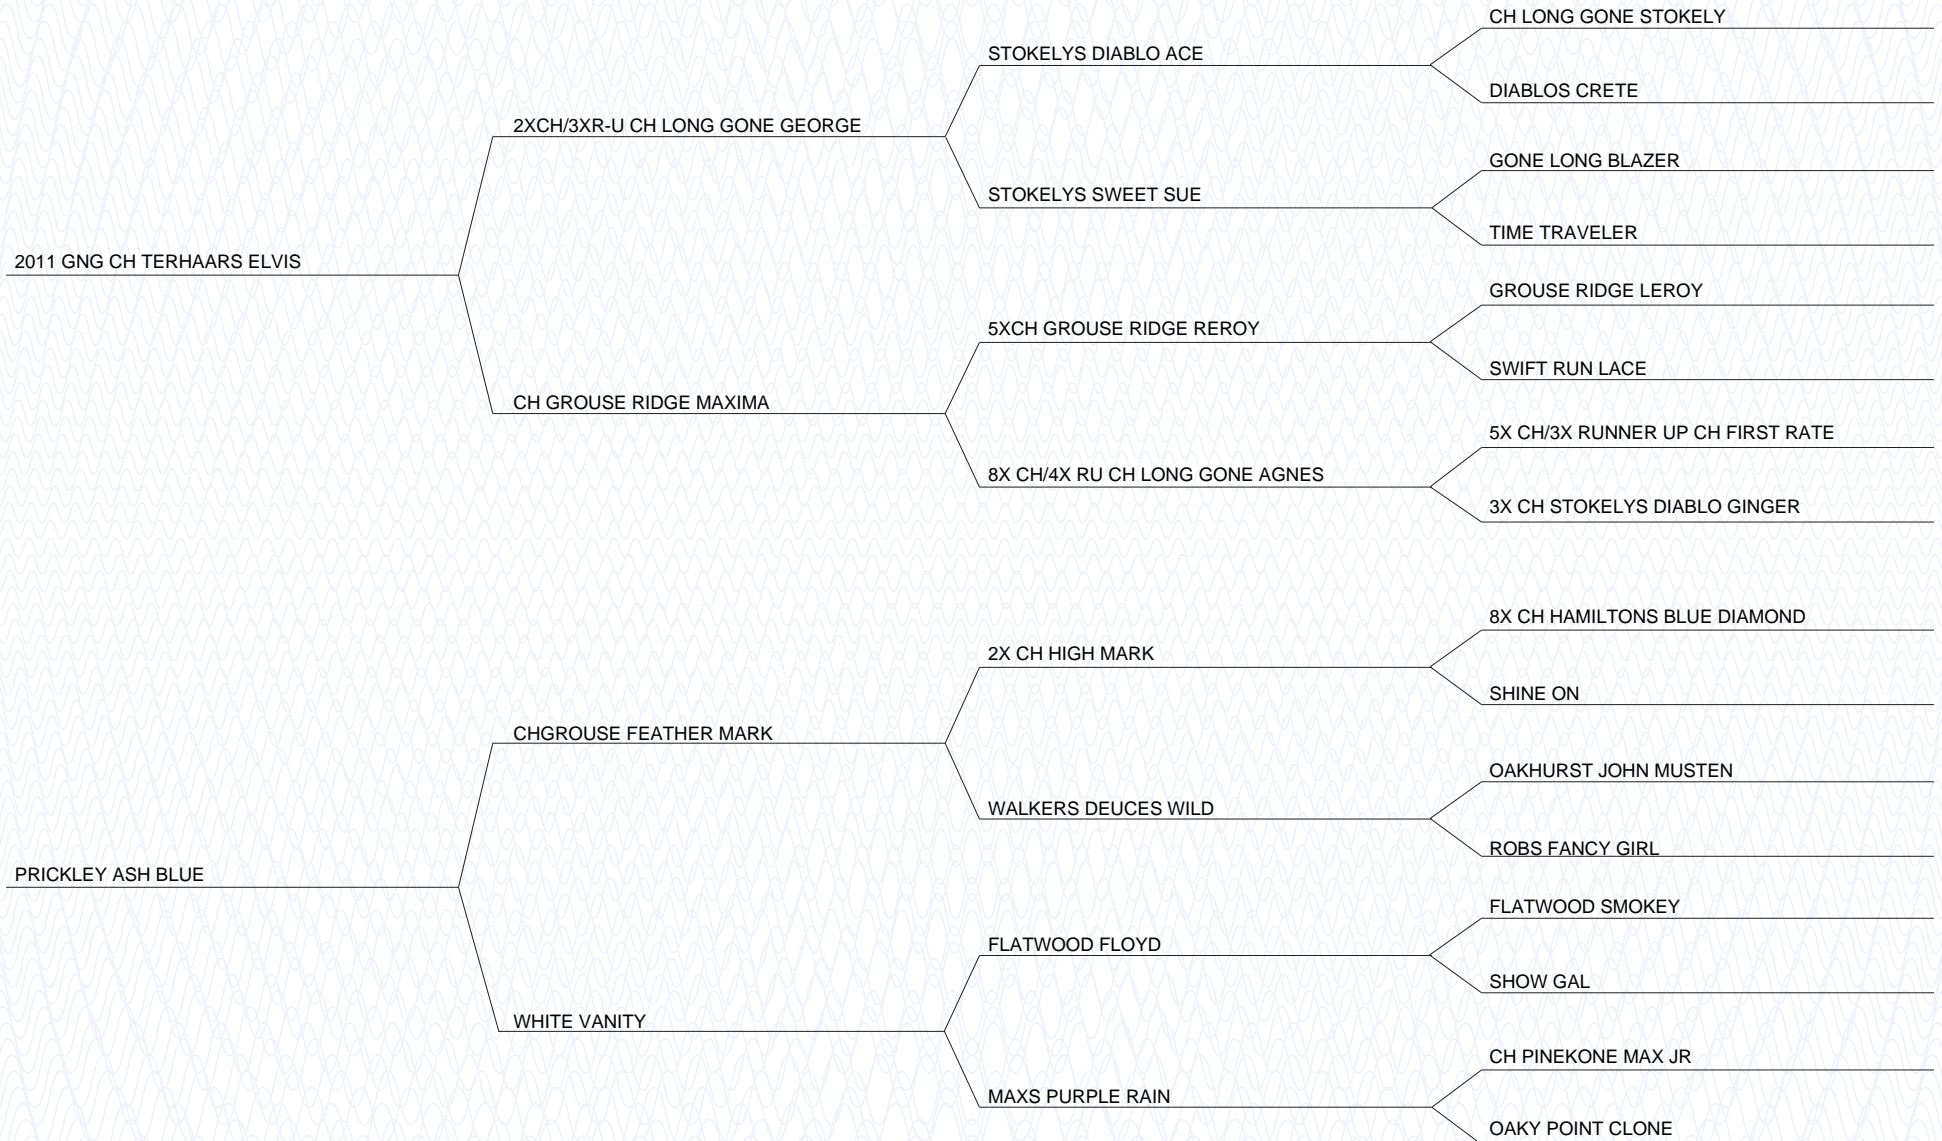 CH LONG GONE STOKELY
STOKELYS DIABLO ACE
DIABLOS CRETE
2XCH/3XR-U CH LONG GONE GEORGE
GONE LONG BLAZER
STOKELYS SWEET SUE
TIME TRAVELER
2011 GNG CH TERHAARS ELVIS
GROUSE RIDGE LEROY
5XCH GROUSE RIDGE REROY
SWIFT RUN LACE
CH GROUSE RIDGE MAXIMA
5X CH/3X RUNNER UP CH FIRST RATE
8X CH/4X RU CH LONG GONE AGNES
3X CH STOKELYS DIABLO GINGER
8X CH HAMILTONS BLUE DIAMOND
2X CH HIGH MARK
SHINE ON
CHGROUSE FEATHER MARK
OAKHURST JOHN MUSTEN
WALKERS DEUCES WILD
ROBS FANCY GIRL
PRICKLEY ASH BLUE
FLATWOOD SMOKEY
FLATWOOD FLOYD
SHOW GAL
WHITE VANITY
CH PINEKONE MAX JR
MAXS PURPLE RAIN
OAKY POINT CLONE